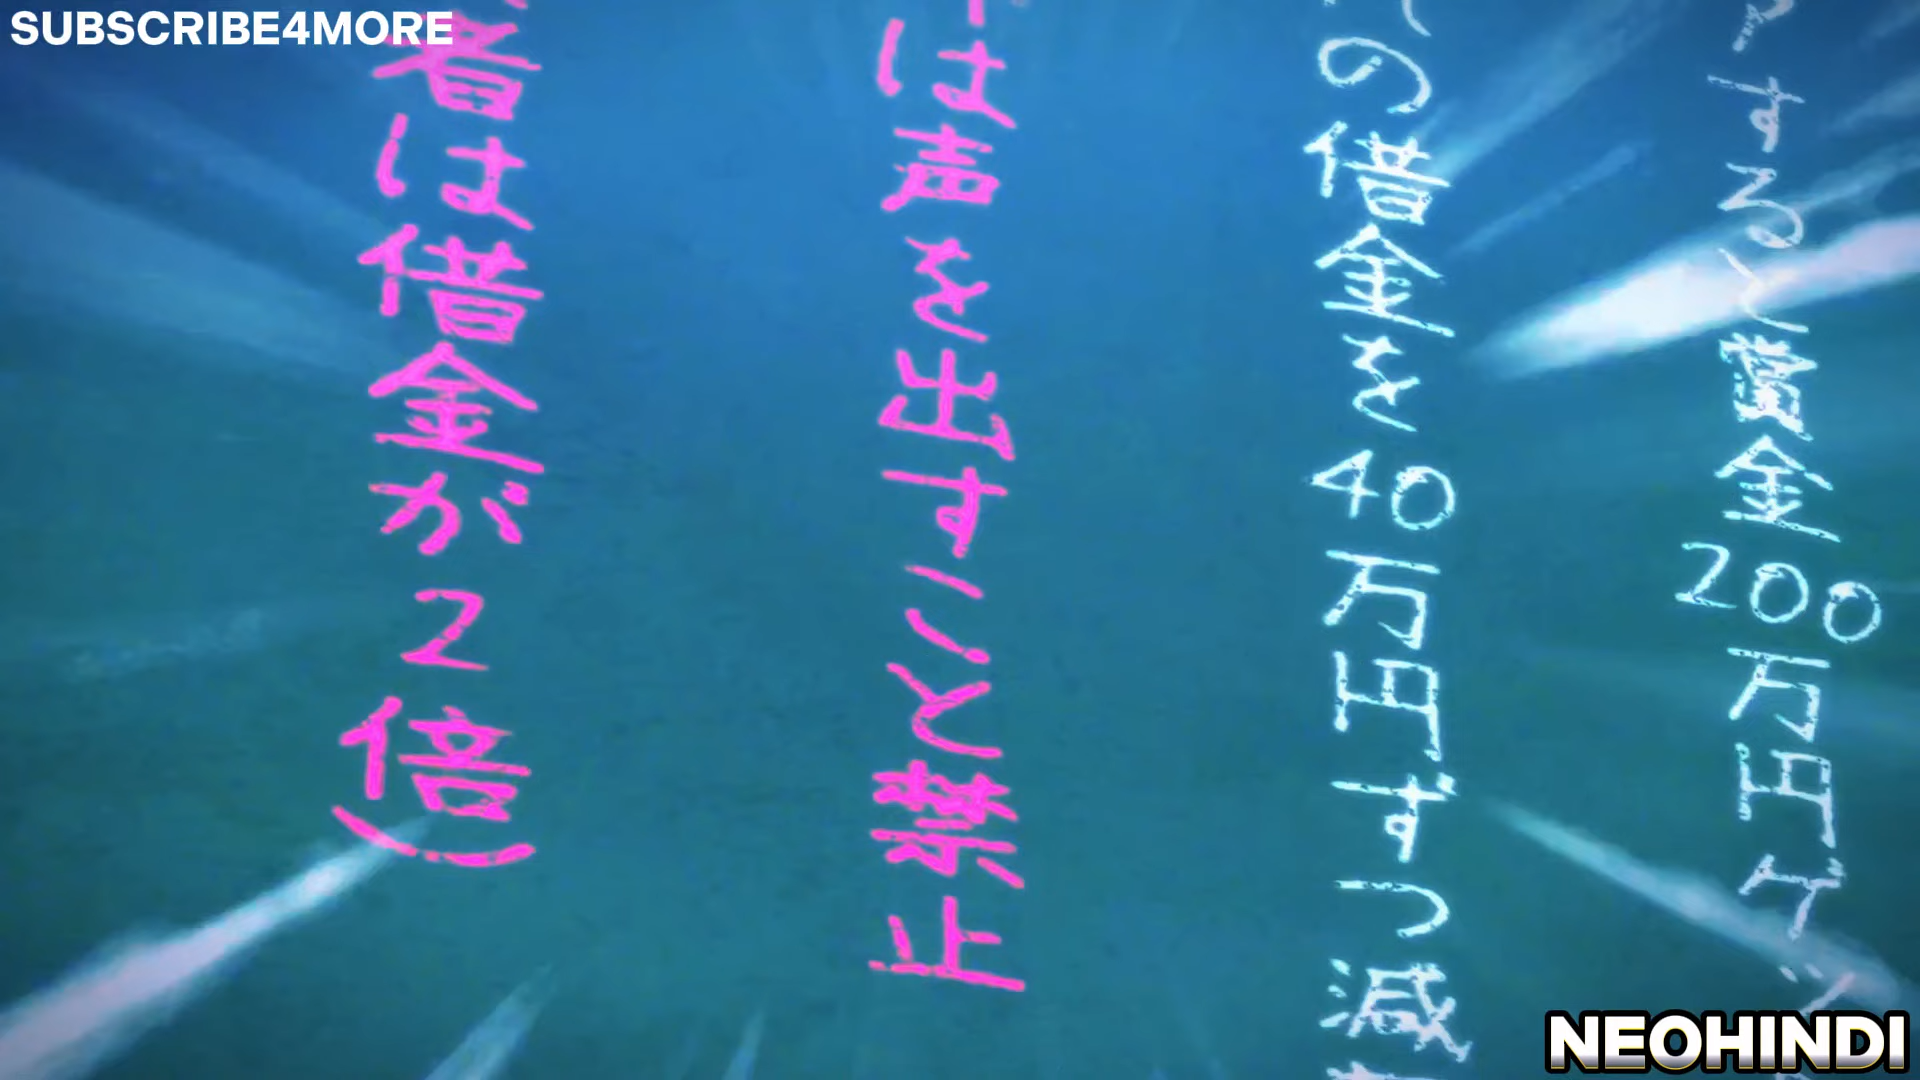 SUBSCRIBE4MORE
すると賞金200万円ゲッ
の借金を40万円ずつ減
は声を出すこと禁止
者は借金が2倍)
NEOHINDI